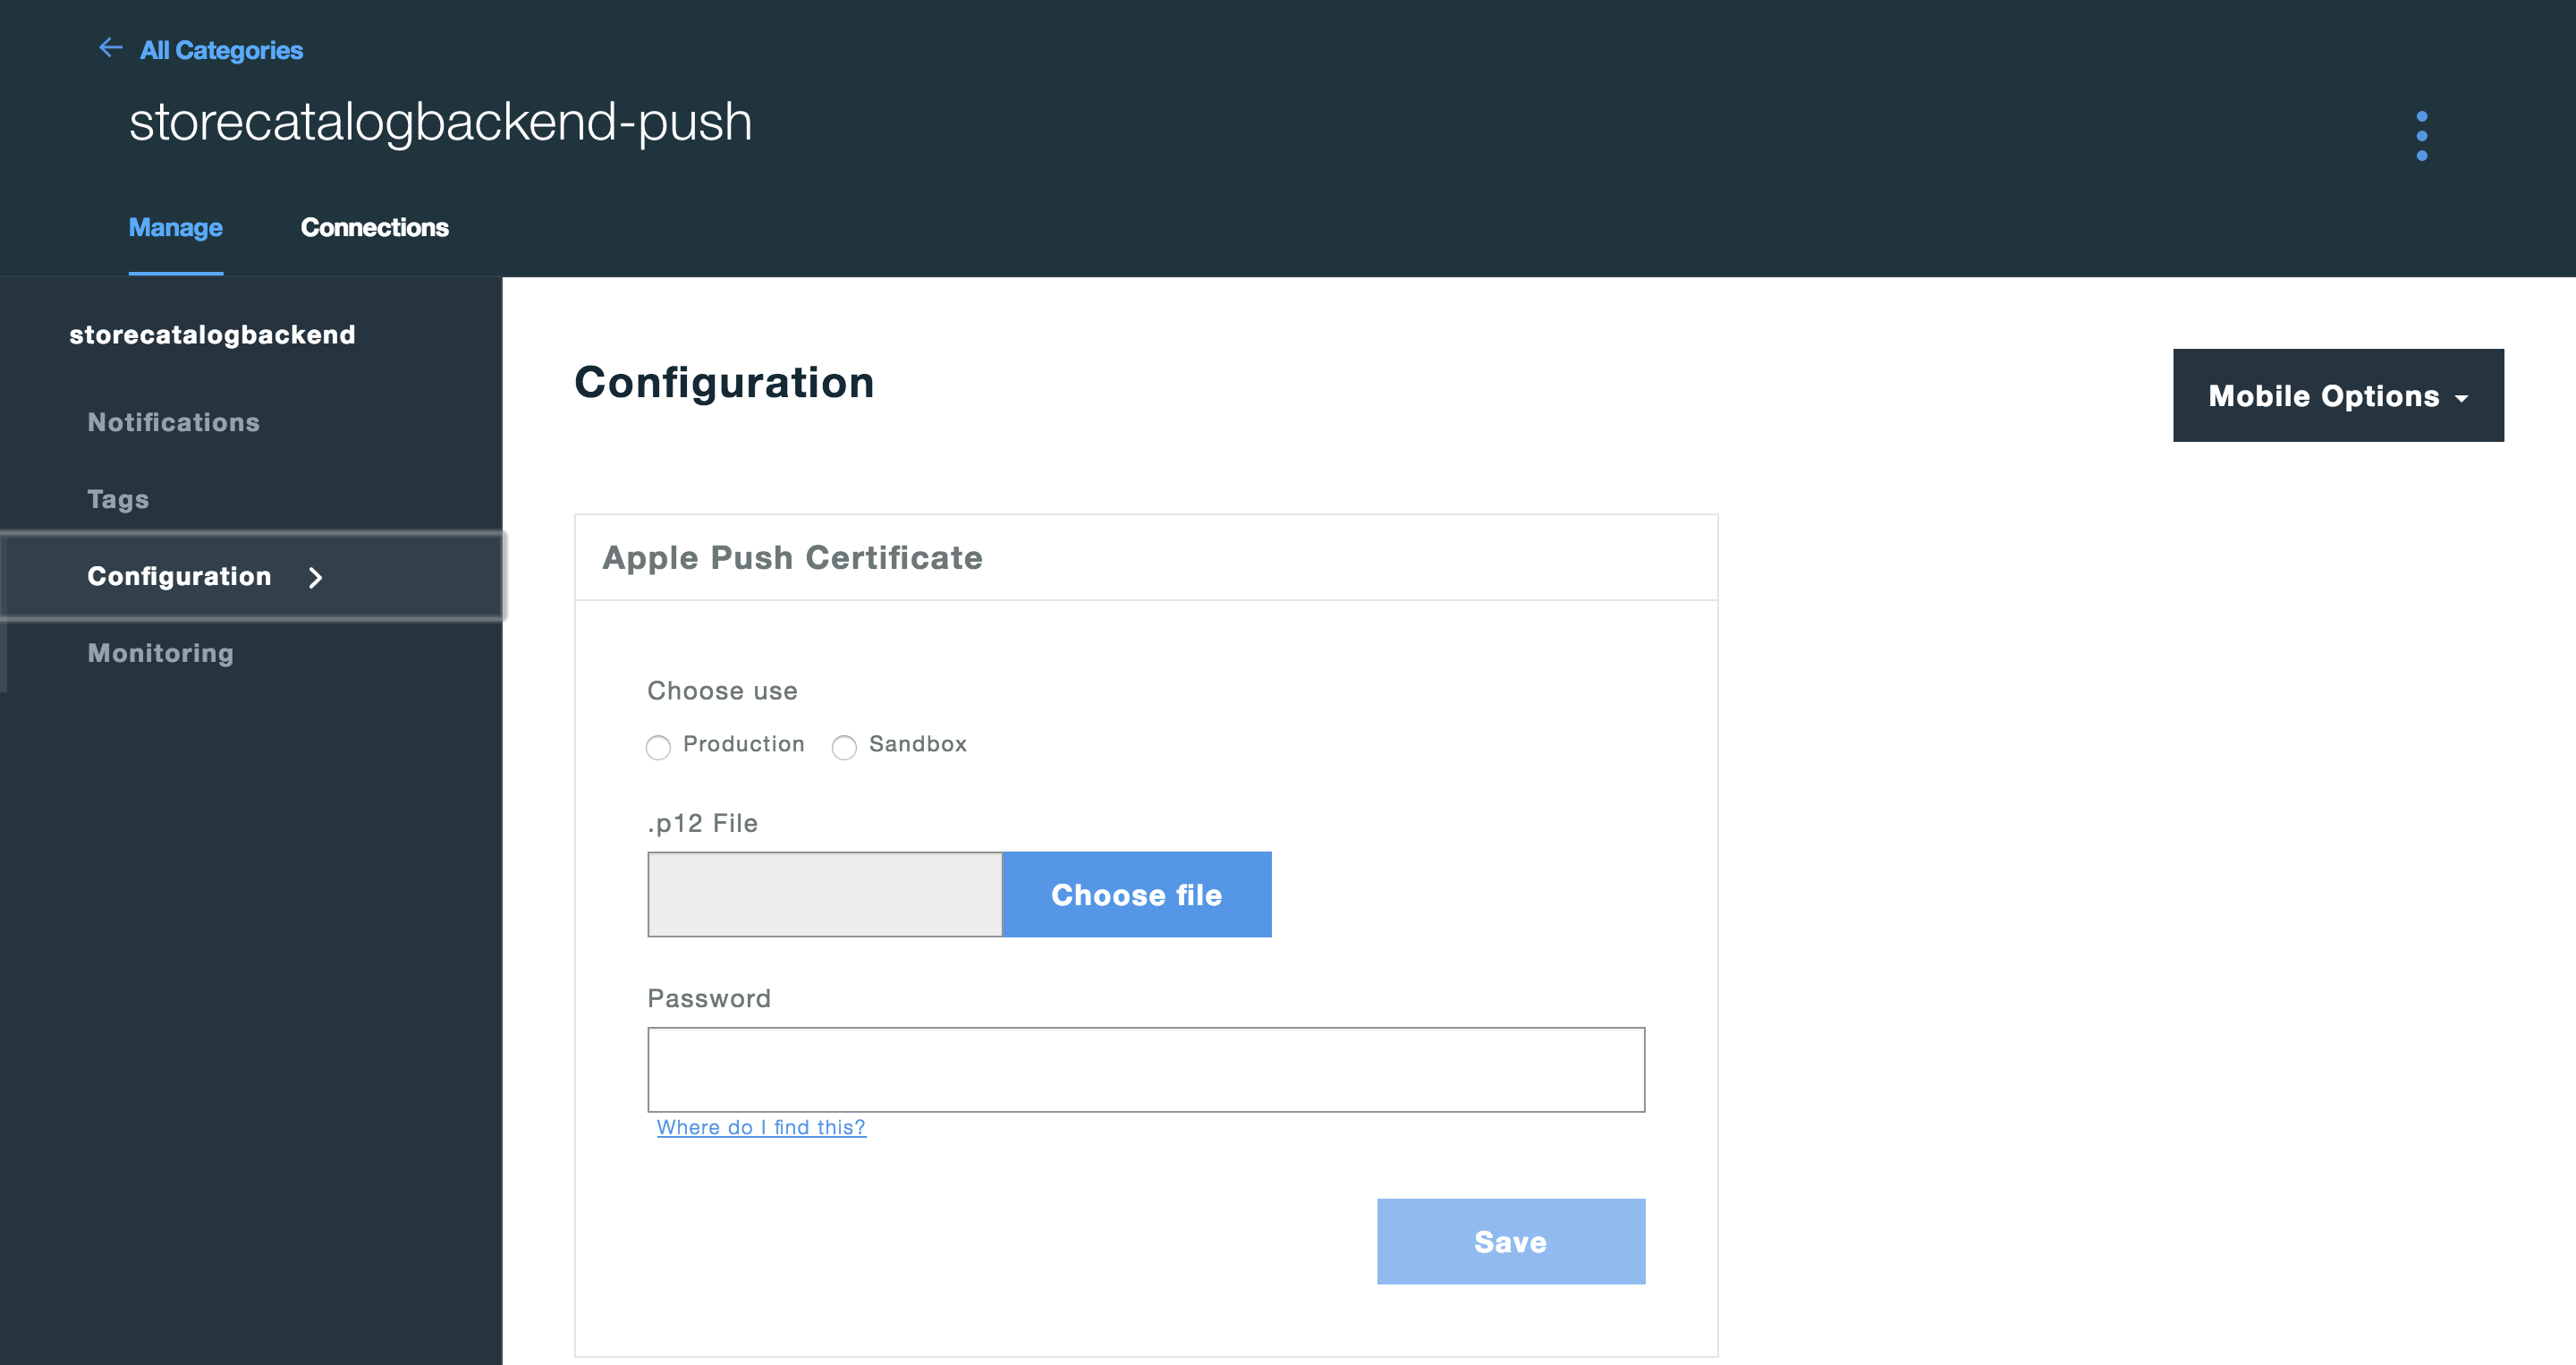 All Categories
storecatalogbackend-push
Manage Connections
storecatalogbackend
Notifications
Tags
Configuration
Monitoring
Configuration
Mobile Options
Apple Push Certificate
Choose use
Production Sandbox
.p12 File
Choose file
Password
Where do I find this?
Save